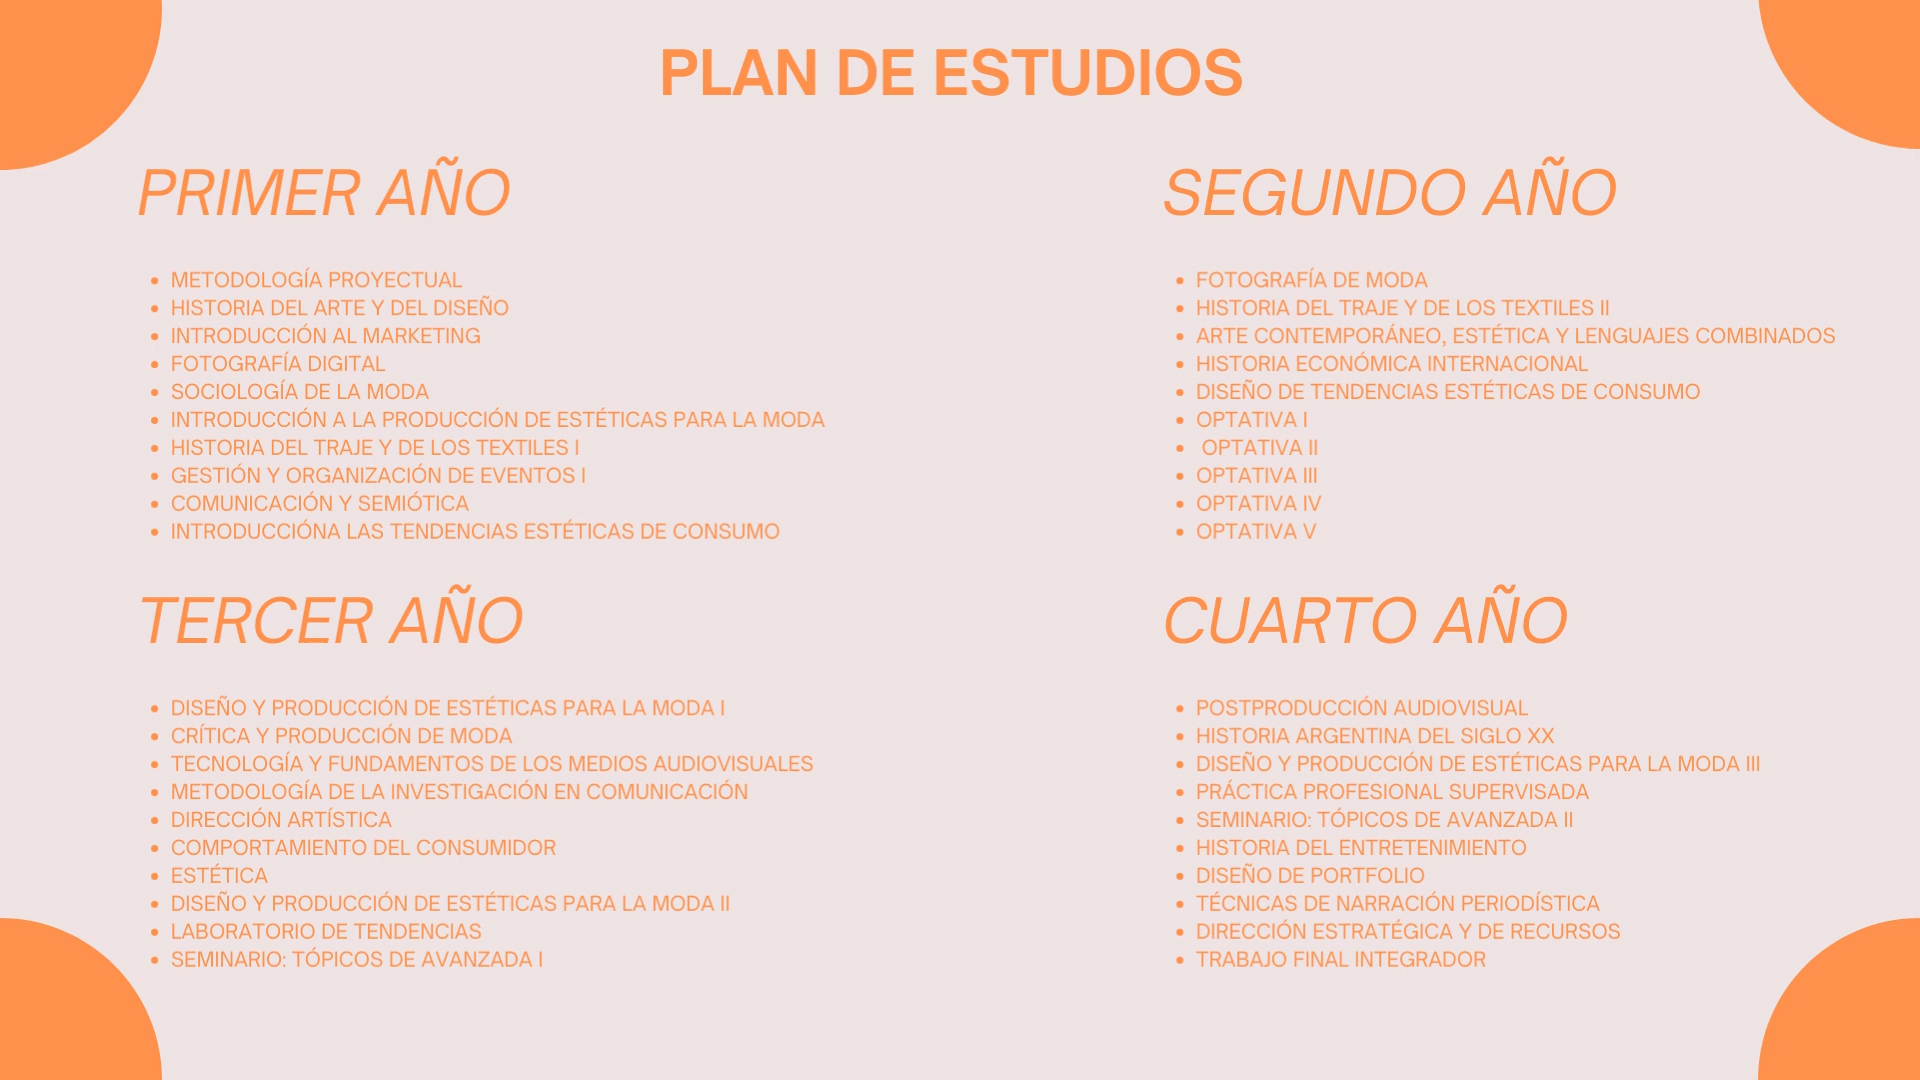 PLAN DE ESTUDIOS
PRIMER AÑO
• METODOLOGÍA PROYECTUAL
• HISTORIA DEL ARTE Y DEL DISEÑO
• INTRODUCCIÓN AL MARKETING
• FOTOGRAFÍA DIGITAL
• SOCIOLOGÍA DE LA MODA
• INTRODUCCIÓN A LA PRODUCCIÓN DE ESTÉTICAS PARA LA MODA
• HISTORIA DEL TRAJE Y DE LOS TEXTILES I
• GESTIÓN Y ORGANIZACIÓN DE EVENTOS I
• COMUNICACIÓN Y SEMIÓTICA
• INTRODUCCIÓNA LAS TENDENCIAS ESTÉTICAS DE CONSUMO
SEGUNDO AÑO
• FOTOGRAFÍA DE MODA
• HISTORIA DEL TRAJE Y DE LOS TEXTILES II
• ARTE CONTEMPORÁNEO, ESTÉTICA Y LENGUAJES COMBINADOS
• HISTORIA ECONÓMICA INTERNACIONAL
• DISEÑO DE TENDENCIAS ESTÉTICAS DE CONSUMO
• OPTATIVA I
• OPTATIVA II
• OPTATIVA III
• OPTATIVA IV
• OPTATIVA V
TERCER AÑO
• DISEÑO Y PRODUCCIÓN DE ESTÉTICAS PARA LA MODA I
• CRÍTICA Y PRODUCCIÓN DE MODA
• TECNOLOGÍA Y FUNDAMENTOS DE LOS MEDIOS AUDIOVISUALES
• METODOLOGÍA DE LA INVESTIGACIÓN EN COMUNICACIÓN
• DIRECCIÓN ARTÍSTICA
• COMPORTAMIENTO DEL CONSUMIDOR
• ESTÉTICA
• DISEÑO Y PRODUCCIÓN DE ESTÉTICAS PARA LA MODA II
• LABORATORIO DE TENDENCIAS
• SEMINARIO: TÓPICOS DE AVANZADA I
CUARTO AÑO
• POSTPRODUCCIÓN AUDIOVISUAL
• HISTORIA ARGENTINA DEL SIGLO XX
• DISEÑO Y PRODUCCIÓN DE ESTÉTICAS PARA LA MODA III
• PRÁCTICA PROFESIONAL SUPERVISADA
• SEMINARIO: TÓPICOS DE AVANZADA II
• HISTORIA DEL ENTRETENIMIENTO
• DISEÑO DE PORTFOLIO
• TÉCNICAS DE NARRACIÓN PERIODÍSTICA
• DIRECCIÓN ESTRATÉGICA Y DE RECURSOS
• TRABAJO FINAL INTEGRADOR